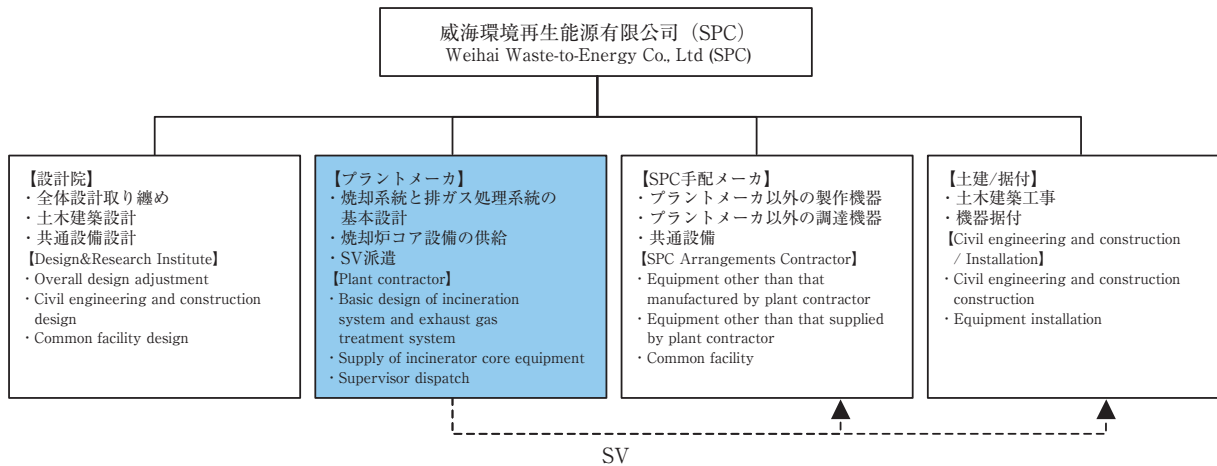 威海環境再生能源有限公司（SPC）
Weihai Waste-to-Energy Co., Ltd (SPC)
【設計院】
・全体設計取り纏め
・土木建築設計
・共通設備設計
【Design&Research Institute】
・Overall design adjustment
・Civil engineering and construction
design
・Common facility design
【プラントメーカ】
・焼却系統と排ガス処理系統の
基本設計
・焼却炉コア設備の供給
・SV派遣
【Plant contractor】
・Basic design of incineration
system and exhaust gas
treatment system
・Supply of incinerator core equipment
・Supervisor dispatch
【SPC手配メーカ】
・プラントメーカ以外の製作機器
・プラントメーカ以外の調達機器
・共通設備
【SPC Arrangements Contractor】
・Equipment other than that
manufactured by plant contractor
・Equipment other than that supplied
by plant contractor
・Common facility
【土建/据付】
・土木建築工事
・機器据付
【Civil engineering and construction
/ Installation】
・Civil engineering and construction
construction
・Equipment installation
SV